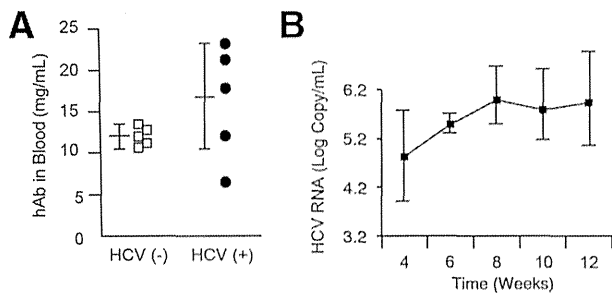 A
hAb in Blood (mg/mL)
25
20
15
10
5
0
HCV (-)
HCV (+)
B
HCV RNA (Log Copy/mL)
6.2
5.2
4.2
3.2
4 6 8 10 12
Time (Weeks)